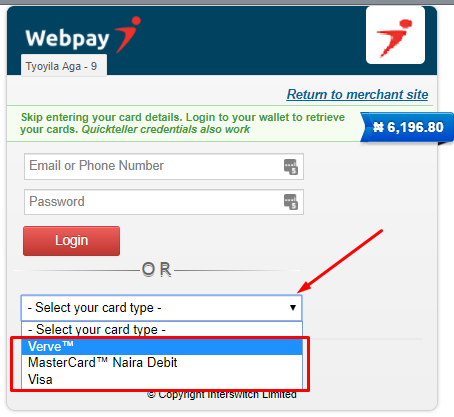 Webpay
Tyoyila Aga - 9
Return to merchant site
Skip entering your card details. Login to your wallet to retrieve
your cards. Quickteller credentials also work
₦ 6,196.80
Email or Phone Number
Password
Login
OR
- Select your card type -
- Select your card type -
Verve™
MasterCard™ Naira Debit
Visa
© Copyright Interswitch Limited